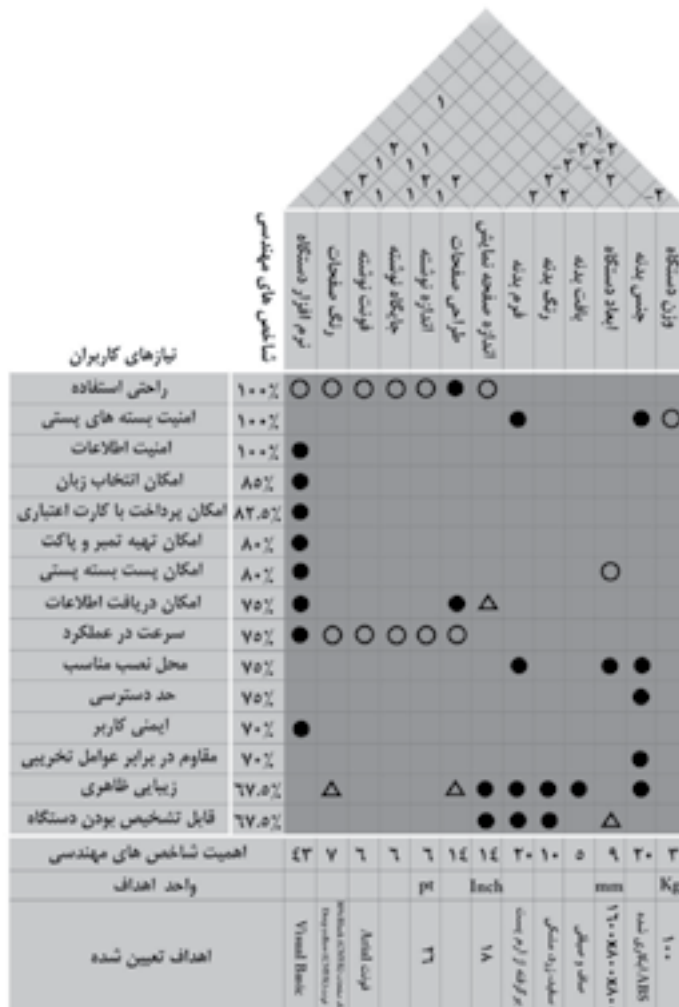 شاخص های مهندسی
نرم افزار دستگاه
رنگ صفحات
فونت نوشته
جایگاه نوشته
اندازه نوشته
طراحی صفحات
اندازه صفحه نمایش
فرم بدنه
رنگ بدنه
بافت بدنه
ابعاد دستگاه
جنس بدنه
وزن دستگاه
نیازهای کاربران
راحتی استفاده ۱۰۰٪
امنیت بسته های پستی ۱۰۰٪
امنیت اطلاعات ۱۰۰٪
امکان انتخاب زبان ۸۵٪
امکان پرداخت با کارت اعتباری ۸۲.۵٪
امکان تهیه تمبر و پاکت ۸۰٪
امکان پست بسته پستی ۸۰٪
امکان دریافت اطلاعات ۷۵٪
سرعت در عملکرد ۷۵٪
محل نصب مناسب ۷۵٪
حد دسترسی ۷۵٪
ایمنی کاربر ۷۰٪
مقاوم در برابر عوامل تخریبی ۷۰٪
زیبایی ظاهری ۶۷.۵٪
قابل تشخیص بودن دستگاه ۶۷.۵٪
اهمیت شاخص های مهندسی ۴۳ ۷ ۶ ۶ ۶ ۱۴ ۱۴ ۲۰ ۱۰ ۵ ۹ ۲۰ ۳
واحد اهداف pt Inch mm Kg
اهداف تعیین شده
Visual Basic
فونت Arial
۲۶
۱۸
صاف و صیقلی
ABS آبکاری شده
۱۰۰